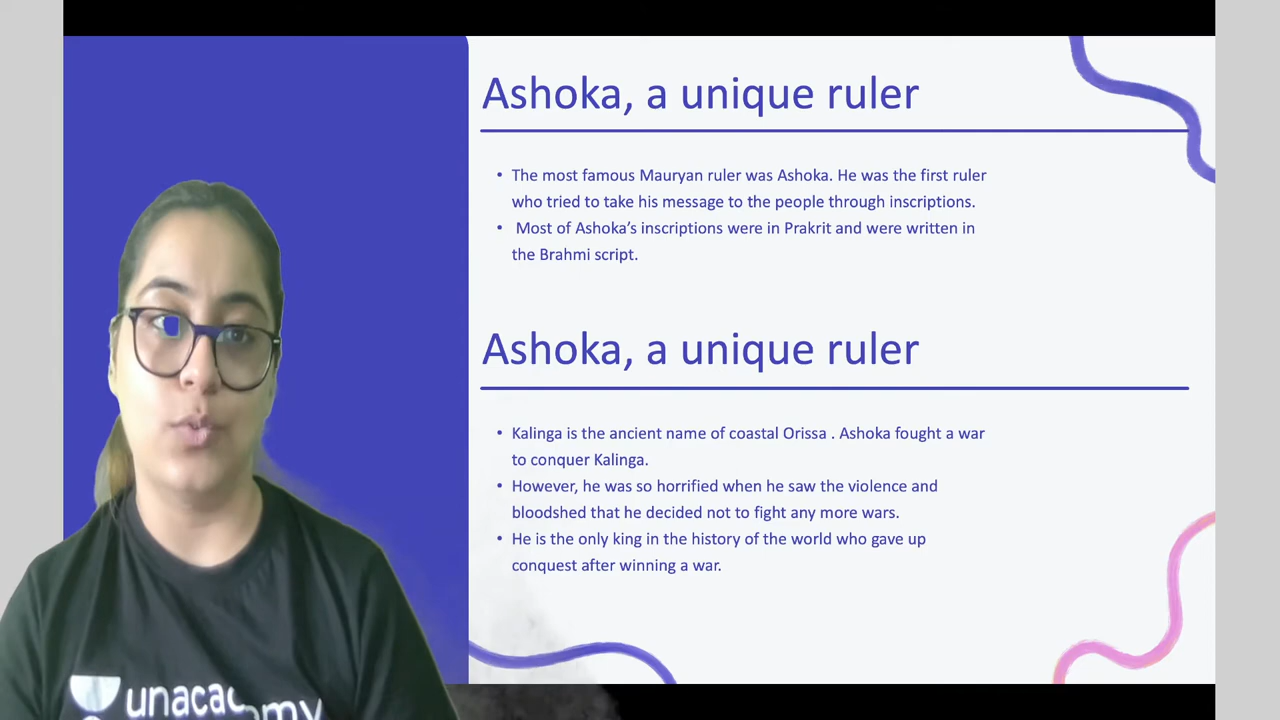 Ashoka, a unique ruler
• The most famous Mauryan ruler was Ashoka. He was the first ruler
who tried to take his message to the people through inscriptions.
• Most of Ashoka’s inscriptions were in Prakrit and were written in
the Brahmi script.
Ashoka, a unique ruler
• Kalinga is the ancient name of coastal Orissa . Ashoka fought a war
to conquer Kalinga.
• However, he was so horrified when he saw the violence and
bloodshed that he decided not to fight any more wars.
• He is the only king in the history of the world who gave up
conquest after winning a war.